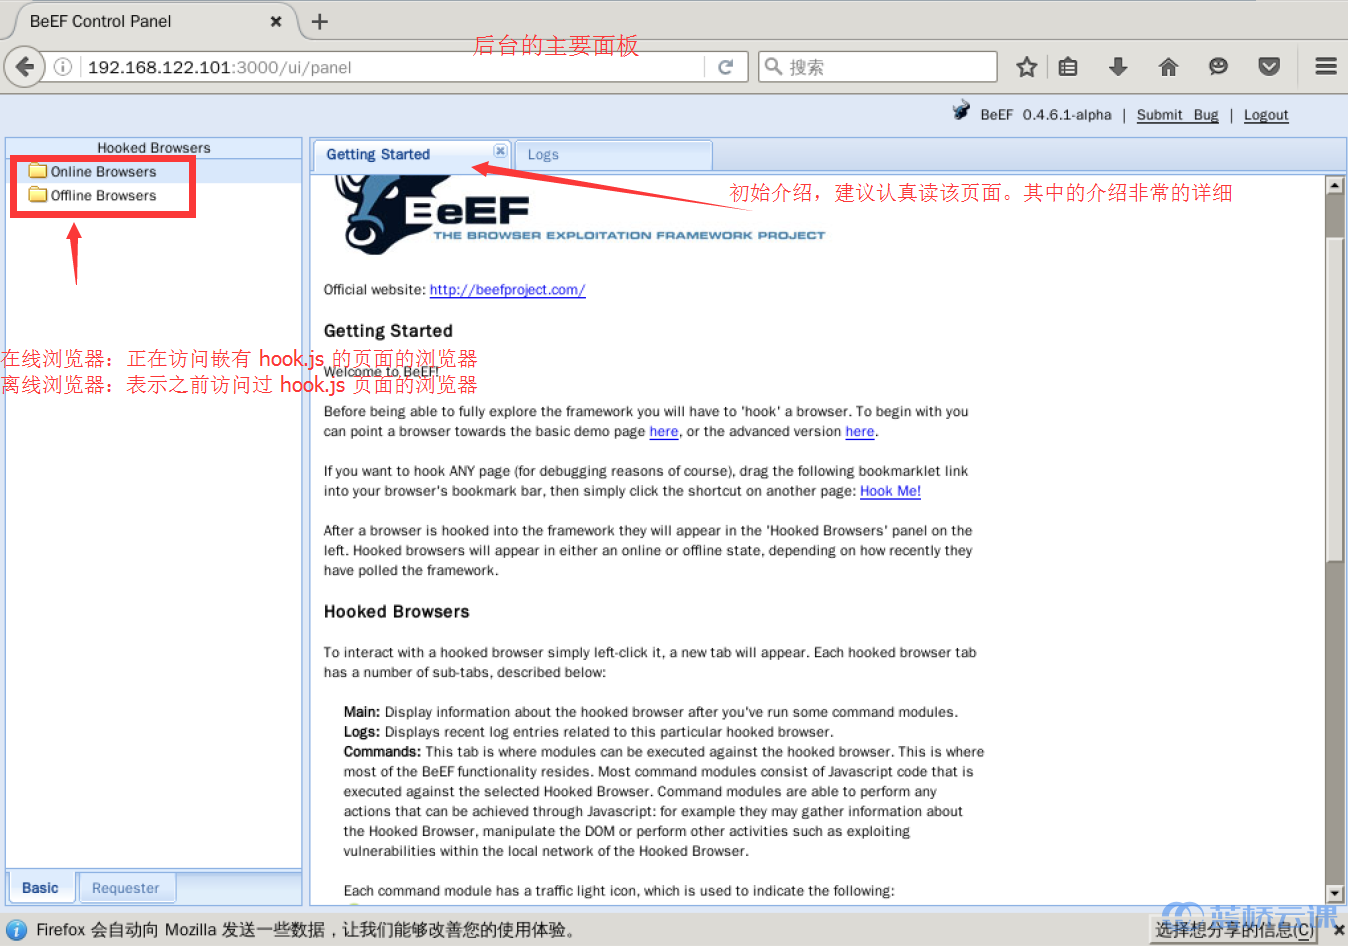 BeEF Control Panel
后台的主要面板
192.168.122.101:3000/ui/panel
搜索
BeEF 0.4.6.1-alpha | Submit Bug | Logout
Hooked Browsers
Online Browsers
Offline Browsers
Getting Started
Logs
初始介绍，建议认真读该页面。其中的介绍非常的详细
BeEF
THE BROWSER EXPLOITATION FRAMEWORK PROJECT
Official website: http://beefproject.com/
Getting Started
在线浏览器：正在访问嵌有 hook.js 的页面的浏览器
Welcome to BeEF!
离线浏览器：表示之前访问过 hook.js 页面的浏览器
Before being able to fully explore the framework you will have to 'hook' a browser. To begin with you
can point a browser towards the basic demo page here, or the advanced version here.
If you want to hook ANY page (for debugging reasons of course), drag the following bookmarklet link
into your browser's bookmark bar, then simply click the shortcut on another page: Hook Me!
After a browser is hooked into the framework they will appear in the 'Hooked Browsers' panel on the
left. Hooked browsers will appear in either an online or offline state, depending on how recently they
have polled the framework.
Hooked Browsers
To interact with a hooked browser simply left-click it, a new tab will appear. Each hooked browser tab
has a number of sub-tabs, described below:
Main: Display information about the hooked browser after you've run some command modules.
Logs: Displays recent log entries related to this particular hooked browser.
Commands: This tab is where modules can be executed against the hooked browser. This is where
most of the BeEF functionality resides. Most command modules consist of Javascript code that is
executed against the selected Hooked Browser. Command modules are able to perform any
actions that can be achieved through Javascript: for example they may gather information about
the Hooked Browser, manipulate the DOM or perform other activities such as exploiting
vulnerabilities within the local network of the Hooked Browser.
Each command module has a traffic light icon, which is used to indicate the following:
Basic
Requester
蓝桥云课
Firefox 会自动向 Mozilla 发送一些数据，让我们能够改善您的使用体验。
选择想分享的信息(C)